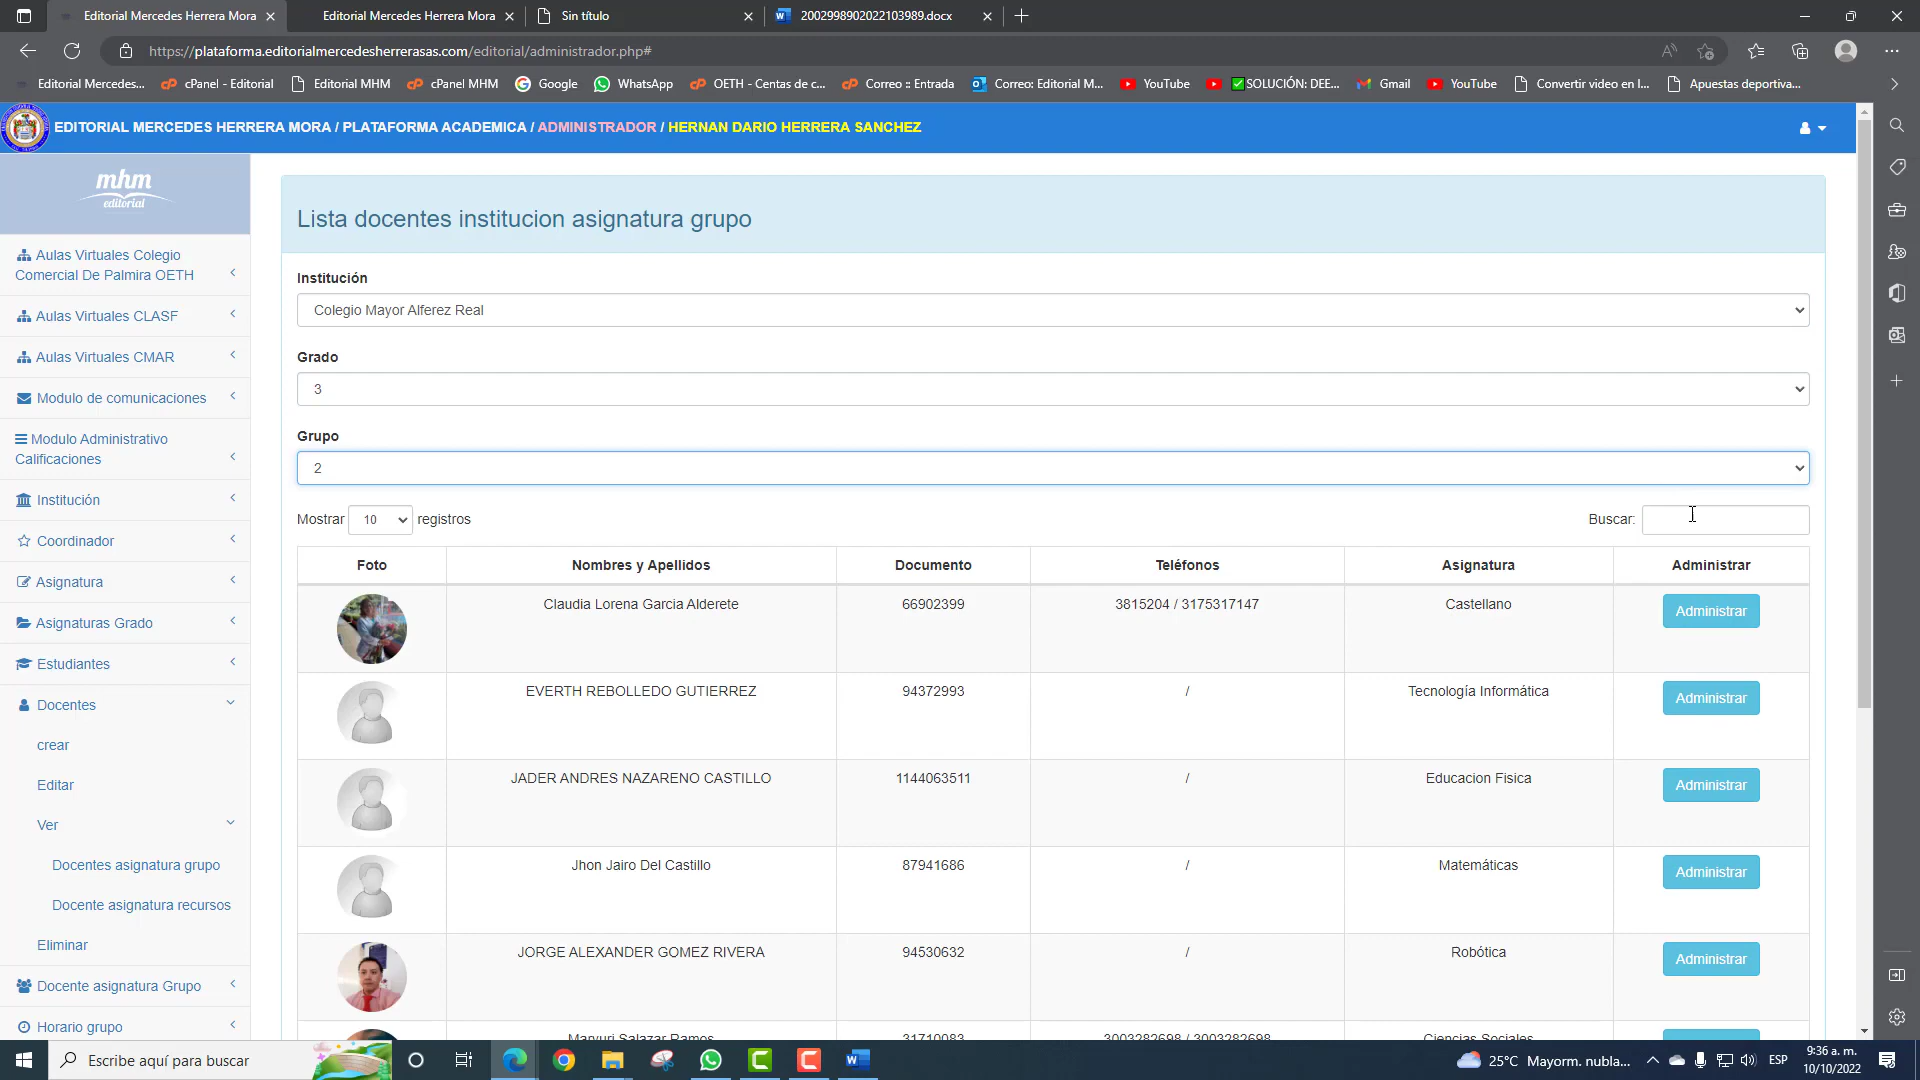 Editorial Mercedes Herrera Mora
Editorial Mercedes Herrera Mora
Sin título
2002998902022103989.docx
https://plataforma.editorialmercedesherrerasas.com/editorial/administrador.php#
Editorial Mercedes...
cPanel - Editorial
Editorial MHM
cPanel MHM
Google
WhatsApp
OETH - Centas de c...
Correo :: Entrada
Correo: Editorial M...
YouTube
✅SOLUCIÓN: DEE...
Gmail
YouTube
Convertir video en l...
Apuestas deportiva...
EDITORIAL MERCEDES HERRERA MORA / PLATAFORMA ACADEMICA / ADMINISTRADOR / HERNAN DARIO HERRERA SANCHEZ
mhm
editorial
Aulas Virtuales Colegio
Comercial De Palmira OETH
Aulas Virtuales CLASF
Aulas Virtuales CMAR
Modulo de comunicaciones
Modulo Administrativo
Calificaciones
Institución
Coordinador
Asignatura
Asignaturas Grado
Estudiantes
Docentes
crear
Editar
Ver
Docentes asignatura grupo
Docente asignatura recursos
Eliminar
Docente asignatura Grupo
Horario grupo
Lista docentes institucion asignatura grupo
Institución
Colegio Mayor Alferez Real
Grado
3
Grupo
2
Mostrar 10 registros
Buscar:
Foto Nombres y Apellidos Documento Teléfonos Asignatura Administrar
Claudia Lorena Garcia Alderete 66902399 3815204 / 3175317147 Castellano Administrar
EVERTH REBOLLEDO GUTIERREZ 94372993 / Tecnología Informática Administrar
JADER ANDRES NAZARENO CASTILLO 1144063511 / Educacion Fisica Administrar
Jhon Jairo Del Castillo 87941686 / Matemáticas Administrar
JORGE ALEXANDER GOMEZ RIVERA 94530632 / Robótica Administrar
Maryuri Salazar Ramos 31710083 3003282698 / 3003282698 Ciencias Sociales
Escribe aquí para buscar
25°C Mayorm. nubla...
ESP
9:36 a. m.
10/10/2022